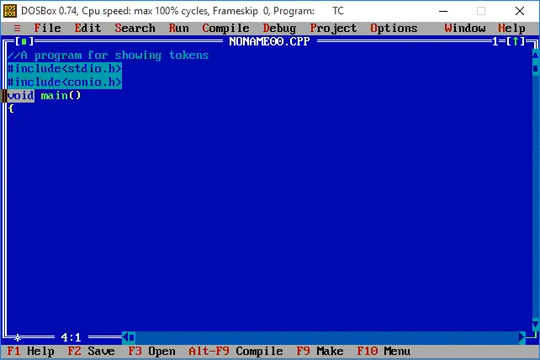 DOSBox 0.74, Cpu speed: max 100% cycles, Frameskip 0, Program: TC
≡ File Edit Search Run Compile Debug Project Options Window Help
[■] NONAME00.CPP 1=[↑]
//A program for showing tokens
#include<stdio.h>
#include<conio.h>
void main()
{
* 4:1
F1 Help F2 Save F3 Open Alt-F9 Compile F9 Make F10 Menu